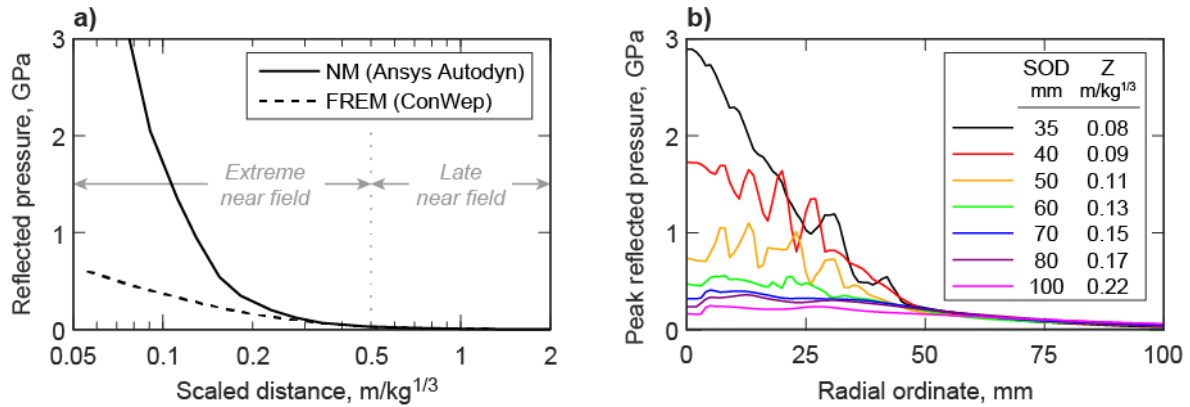 a)
Reflected pressure, GPa
3
2
1
0
NM (Ansys Autodyn)
FREM (ConWep)
Extreme
near field
Late
near field
0.05 0.1 0.2 0.5 1 2
Scaled distance, m/kg1/3
b)
Peak reflected pressure, GPa
3
2
1
0
SOD Z
mm m/kg1/3
35 0.08
40 0.09
50 0.11
60 0.13
70 0.15
80 0.17
100 0.22
0 25 50 75 100
Radial ordinate, mm